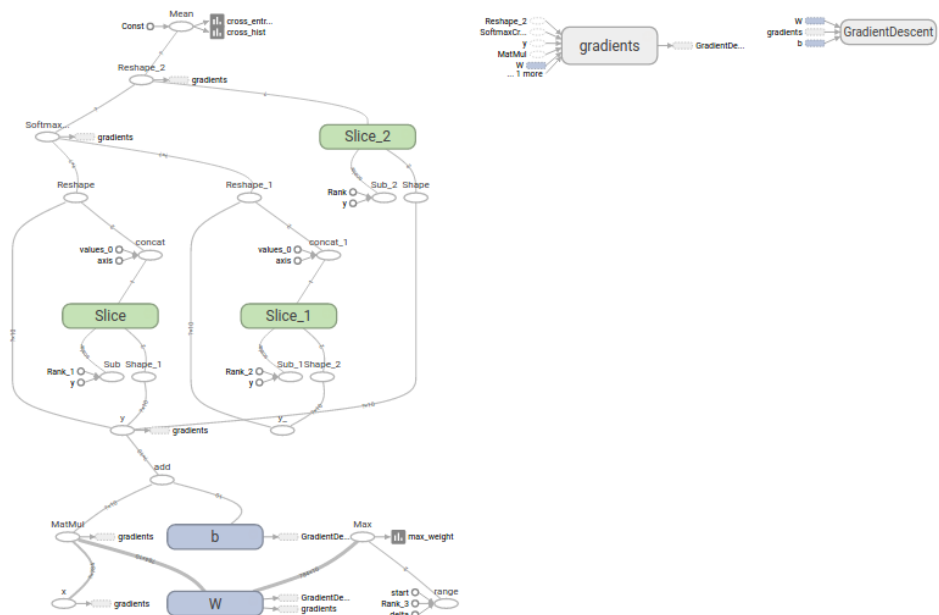 Mean
Const
cross_entr...
cross_hist
Reshape_2
gradients
Softmax...
gradients
Slice_2
Rank
y
Sub_2
Shape
Reshape
Reshape_1
values_0
axis
concat
values_0
axis
concat_1
Slice
Slice_1
Rank_1
y
Sub
Shape_1
Rank_2
y
Sub_1
Shape_2
y
gradients
y_
add
MatMul
gradients
b
GradientDe...
Max
max_weight
x
gradients
W
GradientDe...
gradients
start
Rank_3
delta
range
Reshape_2
SoftmaxCr...
y
MatMul
W
... 1 more
gradients
GradientDe...
W
gradients
b
GradientDescent